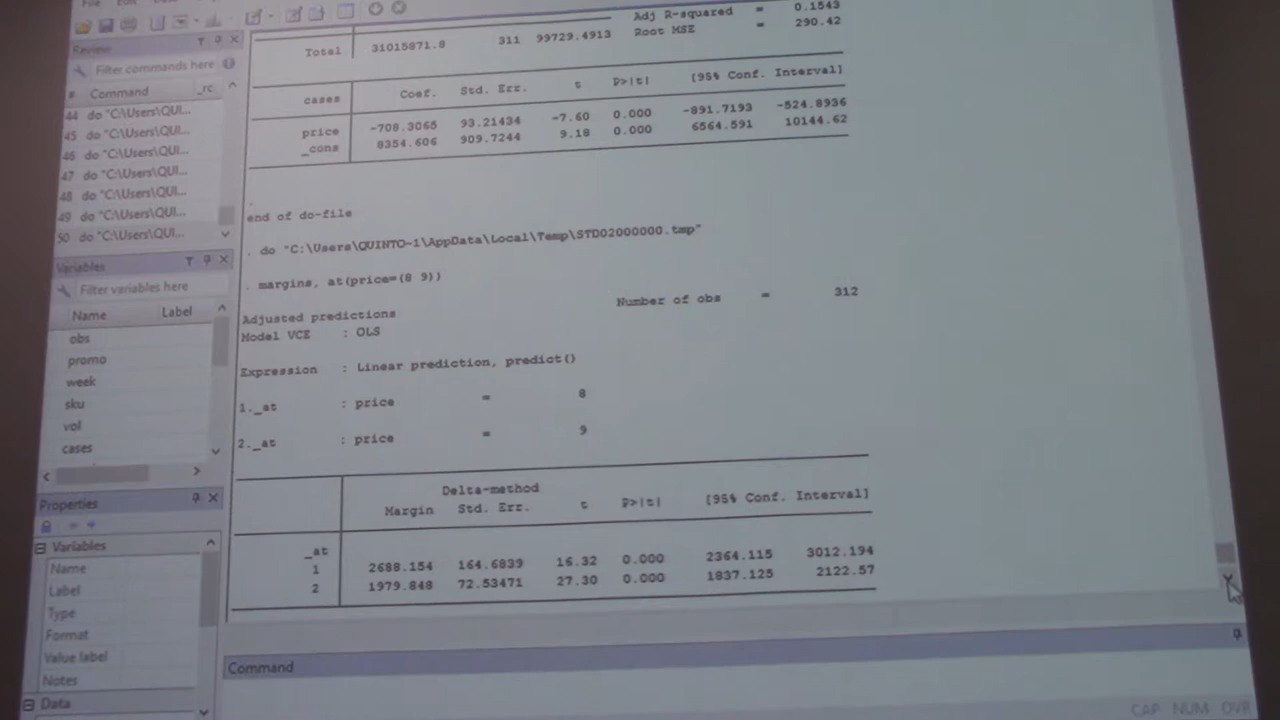 File Edit
Review
Filter commands here
# Command _rc
44 do "C:\Users\QUI...
45 do "C:\Users\QUI...
46 do "C:\Users\QUI...
47 do "C:\Users\QUI...
48 do "C:\Users\QUI...
49 do "C:\Users\QUI...
50 do "C:\Users\QUI...
Variables
Filter variables here
Name Label
obs
promo
week
sku
vol
cases
Properties
Variables
Name
Label
Type
Format
Value label
Notes
Data
Adj R-squared = 0.1543
Total 31015871.8 311 99729.4913 Root MSE = 290.42
cases Coef. Std. Err. t P>|t| [95% Conf. Interval]
price -708.3065 93.21434 -7.60 0.000 -891.7193 -524.8936
_cons 8354.606 909.7244 9.18 0.000 6564.591 10144.62
.
end of do-file
. do "C:\Users\QUINTO~1\AppData\Local\Temp\STD02000000.tmp"
. margins, at(price=(8 9))
Adjusted predictions Number of obs = 312
Model VCE : OLS
Expression : Linear prediction, predict()
1._at : price = 8
2._at : price = 9
Delta-method
Margin Std. Err. t P>|t| [95% Conf. Interval]
_at
1 2688.154 164.6839 16.32 0.000 2364.115 3012.194
2 1979.848 72.53471 27.30 0.000 1837.125 2122.57
Command
CAP NUM OVR